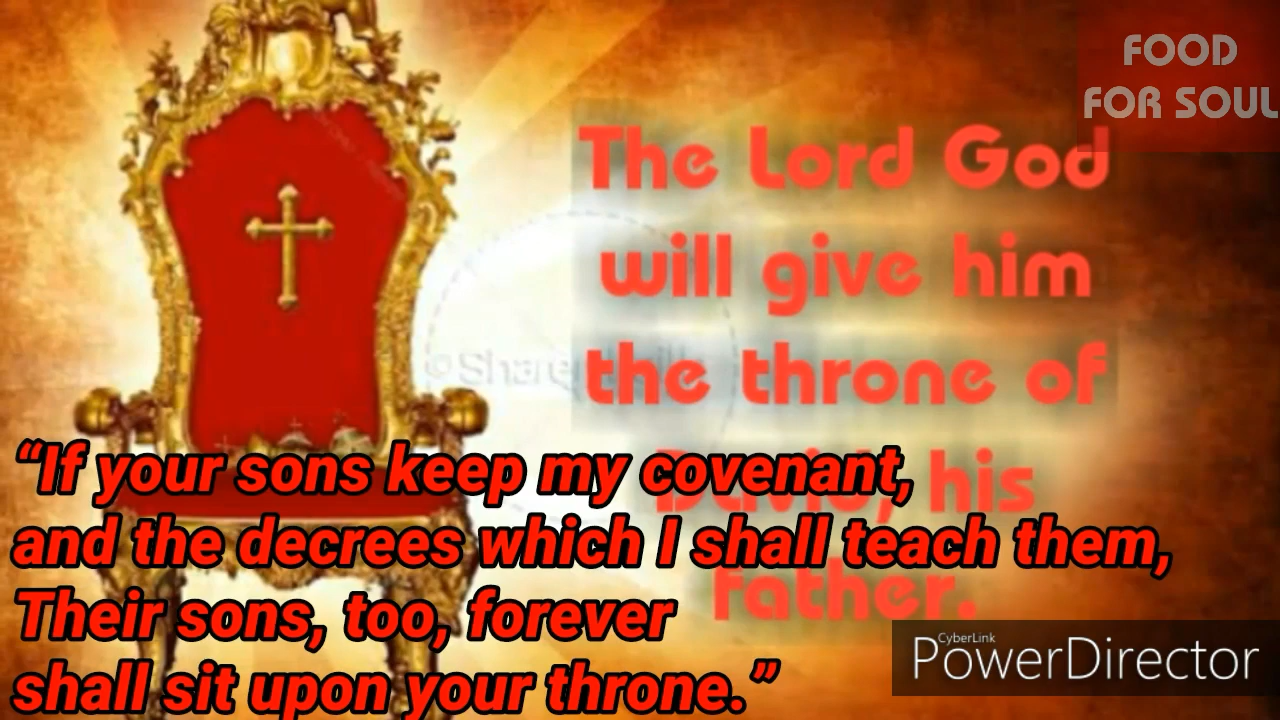 FOOD
FOR SOUL
The Lord God
will give him
the throne of
David, his
father.
“If your sons keep my covenant,
and the decrees which I shall teach them,
Their sons, too, forever
shall sit upon your throne.”
CyberLink
PowerDirector